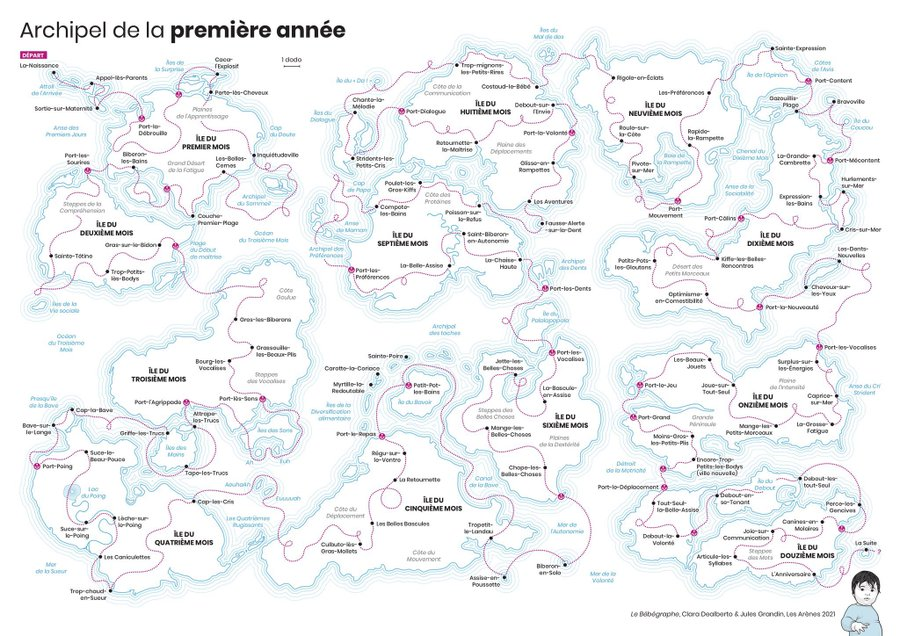 Archipel de la première année
DÉPART
La-Naissance
Atoll
de l'Arrivée
Appel-lès-Parents
Sortie-sur-Maternité
Îles de
la Surprise
Caca-
l'Explosif
Perte-lès-Cheveux
1 dodo
Plaines
de l'Apprentissage
Port-la-
Débrouille
Anse des
Premiers Jours
ÎLE DU
PREMIER MOIS
Cap
du Doute
Inquiétudeville
Port-les-
Sourires
Biberon-
les-Bains
Grand Désert
de la Fatigue
Les-Belles-
Cernes
Archipel
du Sommeil
Steppes de la
Compréhension
Couche-
Premier-Plage
ÎLE DU
DEUXIÈME MOIS
Gras-sur-le-Bidon
Plage
du Début
de maîtrise
Océan
du Troisième Mois
Sainte-Tétine
Trop-Petits-
lès-Bodys
Îles de la
Vie sociale
Océan
du Troisième
Mois
Côte
Goulue
Gros-les-Biberons
Grassouille-
les-Beaux-Plis
Bourg-les-
Vocalises
Steppes
des Vocalises
ÎLE DU
TROISIÈME MOIS
Port-l'Agrippade
Port-lès-Sons
Attrape-
les-Trucs
Griffe-les-Trucs
Îles des
Mains
Tape-les-Trucs
Îles des Sons
Ah
Euh
Aouhahh
Euuuuuh
Presqu'île
de la Bave
Cap-la-Bave
Bave-sur-
le-Lange
Port-Poing
Suce-le-
Beau-Pouce
Lac
du Poing
Suce-sur-
le-Poing
Lèche-sur-
le-Poing
Les Caniculettes
Mer
de la Sueur
Trop-chaud-
en-Sueur
ÎLE DU
QUATRIÈME MOIS
Cap-les-Cris
Les Quatrièmes
Rugissants
Îles du « Da ! »
Îles du
Dialogue
Chante-la-
Mélodie
Stridents-les-
Petits-Cris
Port-Dialogue
Trop-mignons-
les-Petits-Rires
Côte de la
Communication
Costaud-le-Bébé
Îles du
Mal de dos
ÎLE DU
HUITIÈME MOIS
Debout-sur-
l'Envie
Port-la-Volonté
Retournette-
la-Maîtrise
Plaine des
Déplacements
Glisse-en-
Rampettes
Les Aventures
Fausse-Alerte
-sur-la-Dent
Poulet-les-
Gros-Kiffs
Cap
de Papa
Compote-
les-Bains
Côte des
Protéines
Poisson-sur-
le-Refus
Anse
de Maman
ÎLE DU
SEPTIÈME MOIS
Saint-Biberon-
en-Autonomie
Archipel des
Préférences
Port-les-
Préférences
La-Belle-Assise
La-Chaise-
Haute
Archipel
des Dents
Port-les-Dents
Île du
Palalapapala
Archipel
des tâches
Port-les-
Vocalises
Sainte-Poire
Carotte-la-Coriace
Myrtille-la-
Redoutable
Îles de la
Diversification
alimentaire
Petit-Pot-
les-Bains
Île du Bavoir
Port-le-Repas
Régu-sur-
le-Ventre
La Retournette
ÎLE DU
CINQUIÈME MOIS
Côte du
Déplacement
Les Belles Bascules
Culbuto-lès-
Gros-Mollets
Côte du
Mouvement
Jette-les-
Belles-Choses
La-Bascule-
en-Assise
Steppes des
Belles Choses
ÎLE DU
SIXIÈME MOIS
Mange-les-
Belles-Choses
Plaines
de la Dextérité
Chope-les-
Belles-Choses
Canal
de la Bave
Tropetit-
le-Landau
Mer de
l'Autonomie
Assise-en-
Poussette
Biberon-
en-Solo
Mer de la
Volonté
Rigole-en-Éclats
Les-Préférences
ÎLE DU
NEUVIÈME MOIS
Roule-sur-
la-Côte
Rapide-
la-Rampette
Pivote-
sur-Mer
Baie de
la Rampette
Port-
Mouvement
Sainte-Expression
Côtes
de l'Avis
Île de l'Opinion
Port-Content
Gazouillis-
Plage
Bravoville
Îles du
Coucou
Chenal du
Dixième Mois
La-Grande-
Larmbrette
Port-Mécontent
Hurlements-
sur-Mer
Anse de la
Sociabilité
Expression-
les-Bains
Cris-sur-Mer
Port-Câlins
ÎLE DU
DIXIÈME MOIS
Petits-Pots-
les-Gloutons
Kiffe-les-Belles-
Rencontres
Désert des
Petits Morceaux
Les-Dents-
Nouvelles
Cheveux-sur-
les-Yeux
Optimisme-
en-Comestibilité
Port-la-Nouveauté
Port-les-Vocalises
Les-Beaux-
Jouets
Surplus-sur-
les-Énergies
Port-le-Jeu
Joue-sur-
Tout-Seul
Plaine
de l'Intensité
Anse du Cri
Strident
ÎLE DU
ONZIÈME MOIS
Caprice-
sur-Mer
Port-Grand
Grande
Péninsule
Mange-les-
Petits-Morceaux
La-Grosse-
Fatigue
Moins-Gros-
les-Petits-Plis
Détroit
de la Motricité
Encore-Trop-
Petits-les-Bodys
(ville nouvelle)
Port-le-Déplacement
Île du
Debout
Debout-les-
tout-Seul
Tout-Seul-
la-Belle-Assise
Debout-en-
so-Tenant
Perce-les-
Gencives
Debout-la-
Volonté
Joie-sur-
Communication
Canines-en-
Molaires
Articule-les-
Syllabes
Steppes
des Mots
ÎLE DU
DOUZIÈME MOIS
La Suite
?
L'Anniversaire
Le Bébégraphe, Clara Dealberto & Jules Grandin, Les Arènes 2021